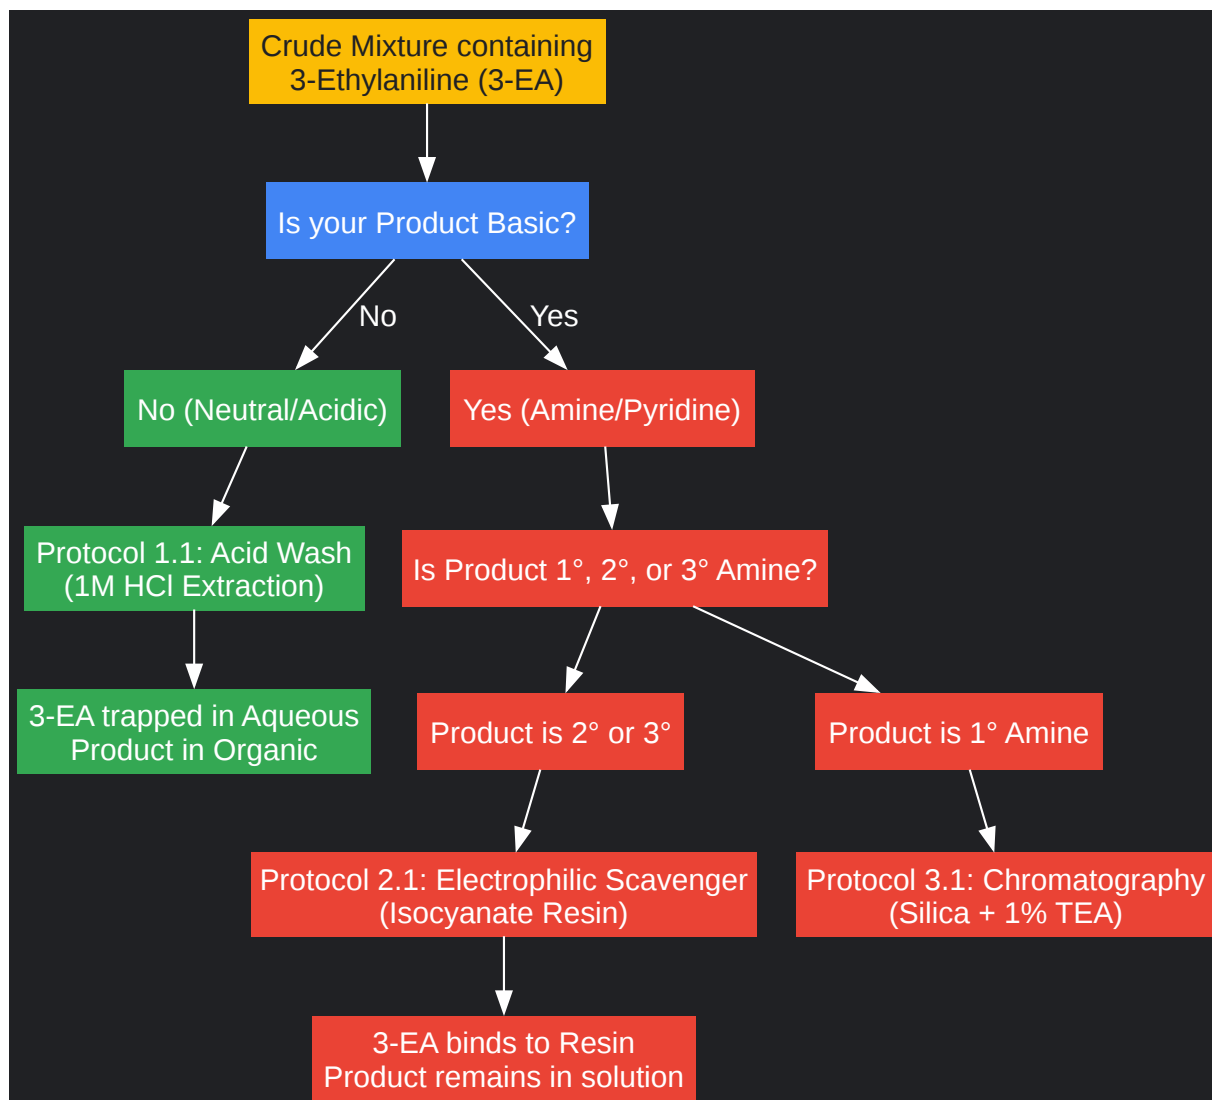 Crude Mixture containing
3-Ethylaniline (3-EA)
Is your Product Basic?
No
Yes
No (Neutral/Acidic)
Yes (Amine/Pyridine)
Protocol 1.1: Acid Wash
(1M HCl Extraction)
Is Product 1°, 2°, or 3° Amine?
3-EA trapped in Aqueous
Product in Organic
Product is 2° or 3°
Product is 1° Amine
Protocol 2.1: Electrophilic Scavenger
(Isocyanate Resin)
Protocol 3.1: Chromatography
(Silica + 1% TEA)
3-EA binds to Resin
Product remains in solution